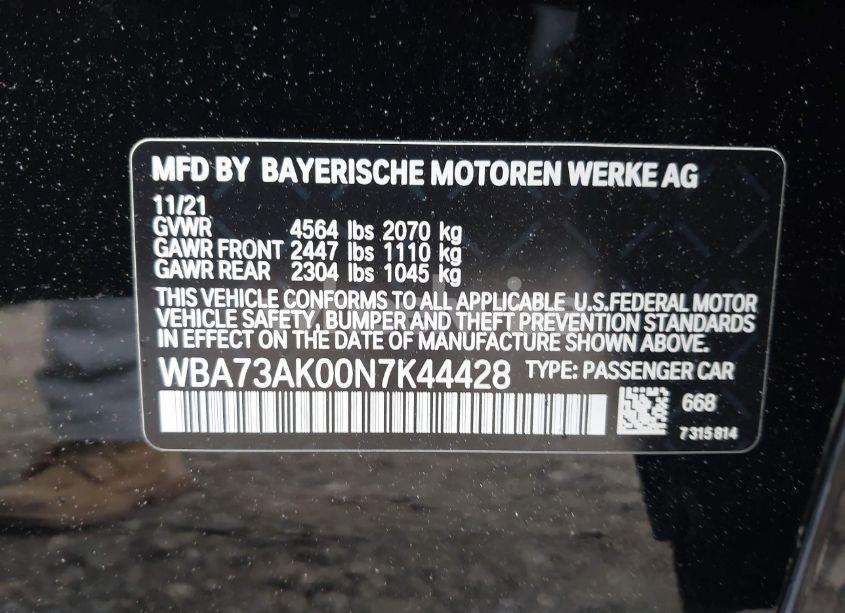 MFD BY BAYERISCHE MOTOREN WERKE AG
11/21
GVWR 4564 lbs 2070 kg
GAWR FRONT 2447 lbs 1110 kg
GAWR REAR 2304 lbs 1045 kg
THIS VEHICLE CONFORMS TO ALL APPLICABLE U.S.FEDERAL MOTOR
VEHICLE SAFETY, BUMPER AND THEFT PREVENTION STANDARDS
IN EFFECT ON THE DATE OF MANUFACTURE SHOWN ABOVE.
WBA73AK00N7K44428 TYPE: PASSENGER CAR
668
7315814